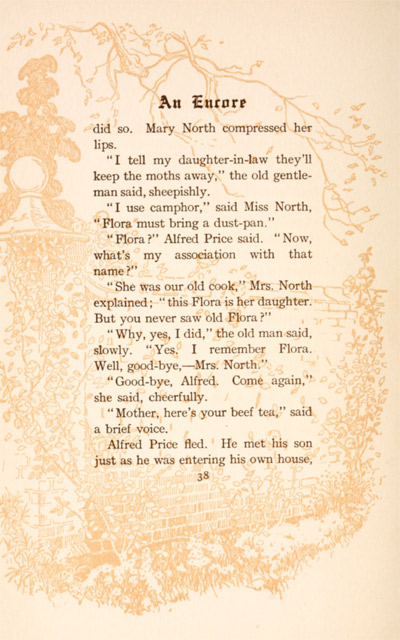 An Encore
did so. Mary North compressed her
lips.
"I tell my daughter-in-law they'll
keep the moths away," the old gentle-
man said, sheepishly.
"I use camphor," said Miss North,
"Flora must bring a dust-pan."
"Flora?" Alfred Price said. "Now,
what's my association with that
name?"
"She was our old cook," Mrs. North
explained; "this Flora is her daughter.
But you never saw old Flora?"
"Why, yes, I did," the old man said,
slowly. "Yes. I remember Flora.
Well, good-bye,—Mrs. North."
"Good-bye, Alfred. Come again,"
she said, cheerfully.
"Mother, here's your beef tea," said
a brief voice.
Alfred Price fled. He met his son
just as he was entering his own house,
38